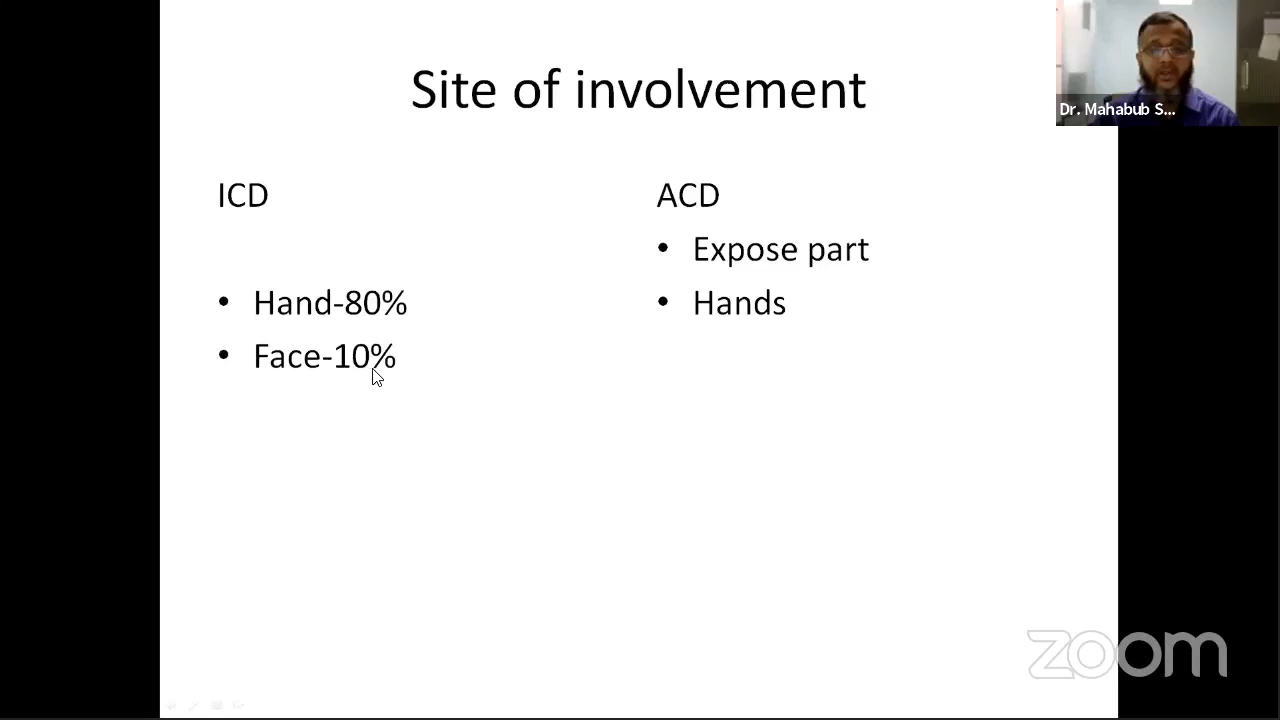 Site of involvement
Dr. Mahabub S...
ICD
• Hand-80%
• Face-10%
ACD
• Expose part
• Hands
zoom